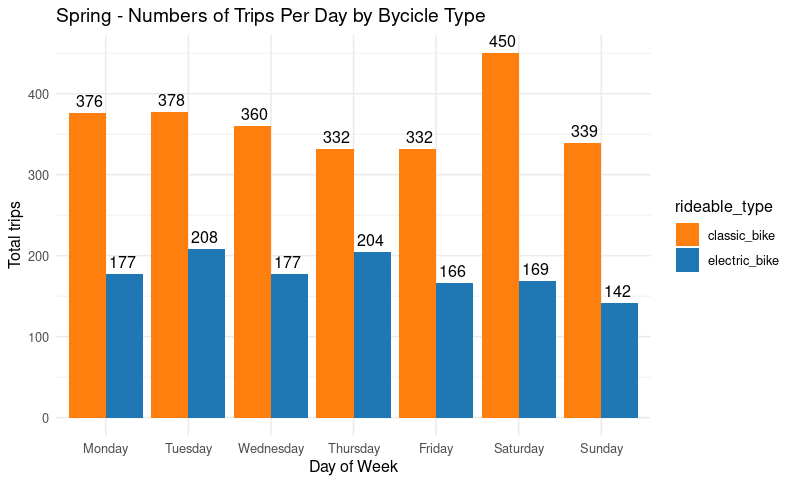 Spring - Numbers of Trips Per Day by Bycicle Type
450
400
376
378
360
332
332
339
300
208
204
200
177
177
166
169
142
100
0
Total trips
Monday
Tuesday
Wednesday
Thursday
Friday
Saturday
Sunday
Day of Week
rideable_type
classic_bike
electric_bike